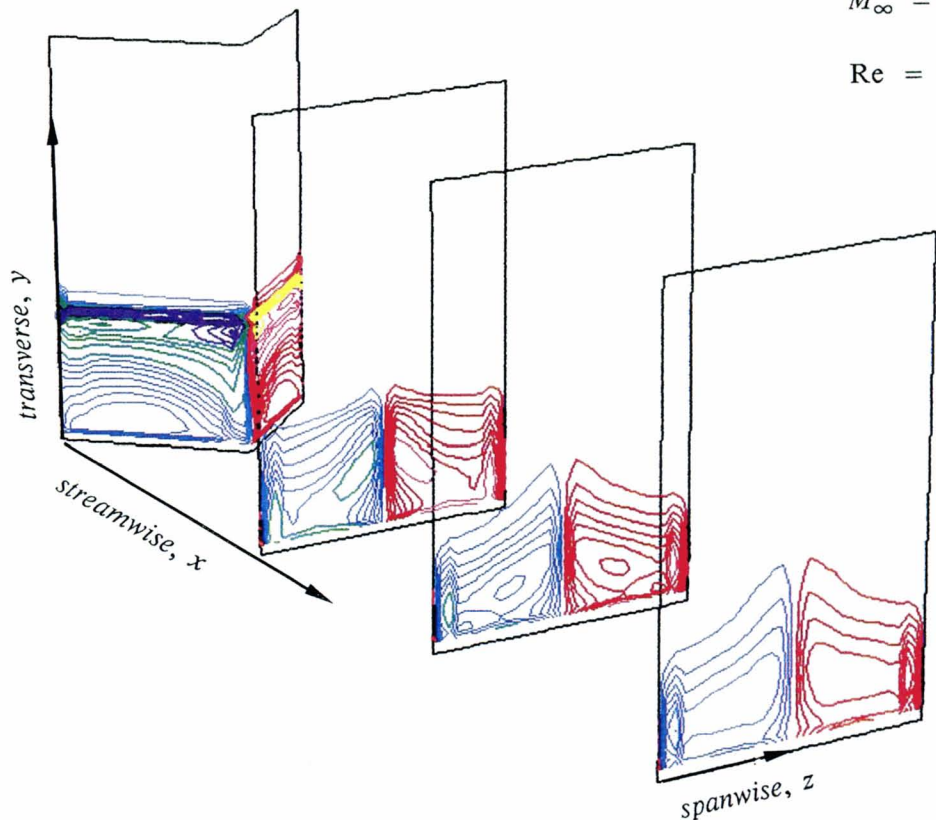 M∞ =
Re =
transverse, y
streamwise, x
spanwise, z